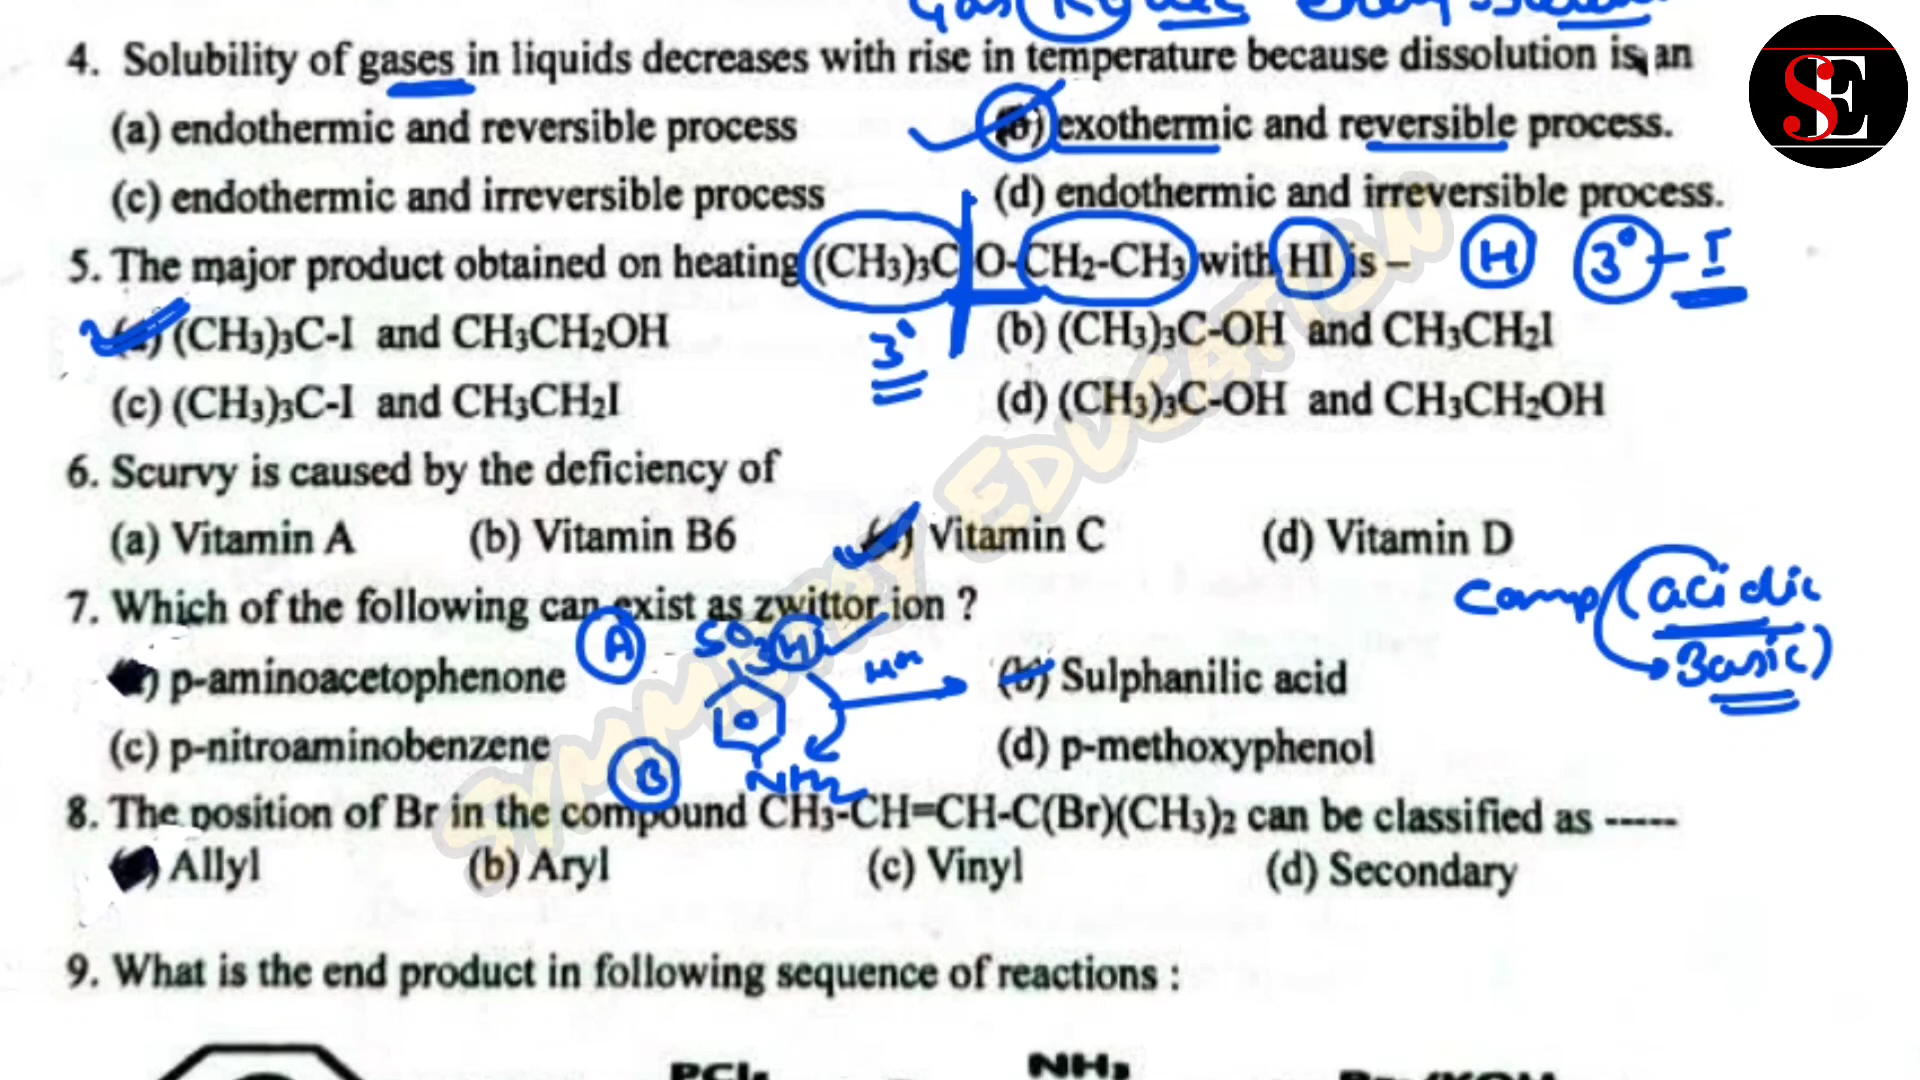 4. Solubility of gases in liquids decreases with rise in temperature because dissolution is an
(a) endothermic and reversible process (b) exothermic and reversible process.
(c) endothermic and irreversible process (d) endothermic and irreversible process.
5. The major product obtained on heating (CH₃)₃C O-CH₂-CH₃ with HI is –
H 3° – I
(CH₃)₃C-I and CH₃CH₂OH (b) (CH₃)₃C-OH and CH₃CH₂I
3°
(c) (CH₃)₃C-I and CH₃CH₂I (d) (CH₃)₃C-OH and CH₃CH₂OH
6. Scurvy is caused by the deficiency of
(a) Vitamin A (b) Vitamin B6 (c) Vitamin C (d) Vitamin D
Comp (acidic
Basic)
7. Which of the following can exist as zwittor ion ?
A SO₃H
p-aminoacetophenone (b) Sulphanilic acid
(c) p-nitroaminobenzene (d) p-methoxyphenol
B NH₂
8. The position of Br in the compound CH₃-CH=CH-C(Br)(CH₃)₂ can be classified as -----
) Allyl (b) Aryl (c) Vinyl (d) Secondary
9. What is the end product in following sequence of reactions :
NH₃
SYMMETRY EDUCATION
SE